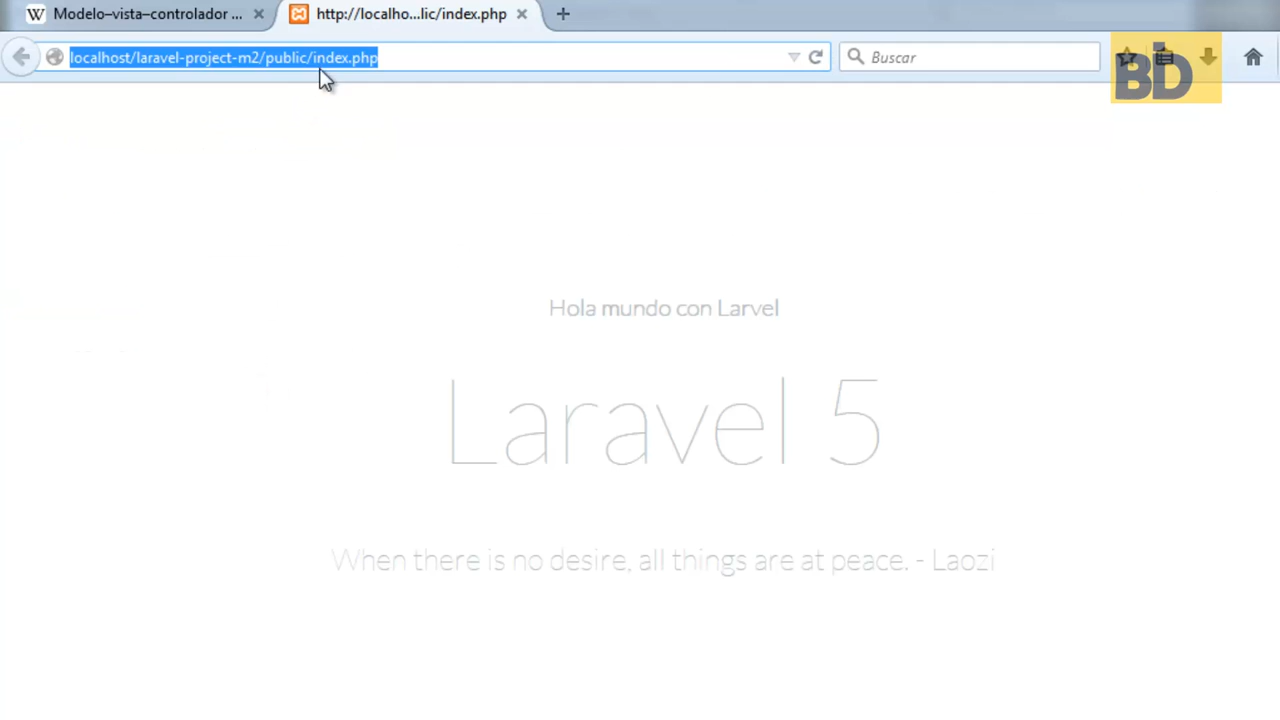 W Modelo–vista–controlador ...
http://localho...lic/index.php
localhost/laravel-project-m2/public/index.php
Buscar
BD
Hola mundo con Larvel
Laravel 5
When there is no desire, all things are at peace. - Laozi